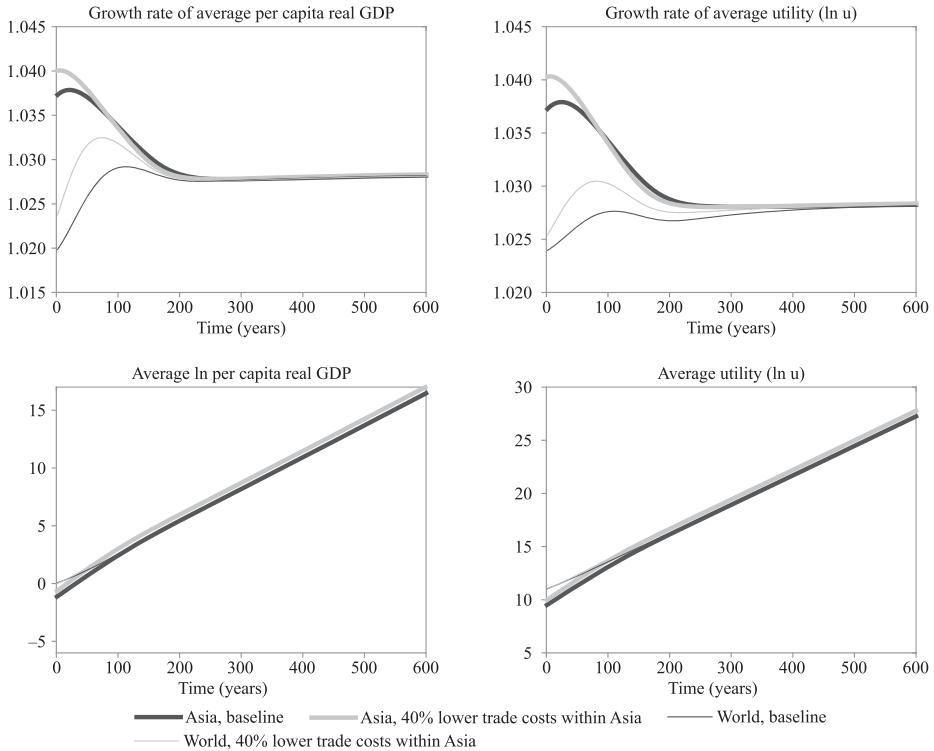 Growth rate of average per capita real GDP
1.045
1.040
1.035
1.030
1.025
1.020
1.015
0 100 200 300 400 500 600
Time (years)
Growth rate of average utility (ln u)
1.045
1.040
1.035
1.030
1.025
1.020
0 100 200 300 400 500 600
Time (years)
Average ln per capita real GDP
15
10
5
0
–5
0 100 200 300 400 500 600
Time (years)
Average utility (ln u)
30
25
20
15
10
5
0 100 200 300 400 500 600
Time (years)
Asia, baseline Asia, 40% lower trade costs within Asia World, baseline
World, 40% lower trade costs within Asia